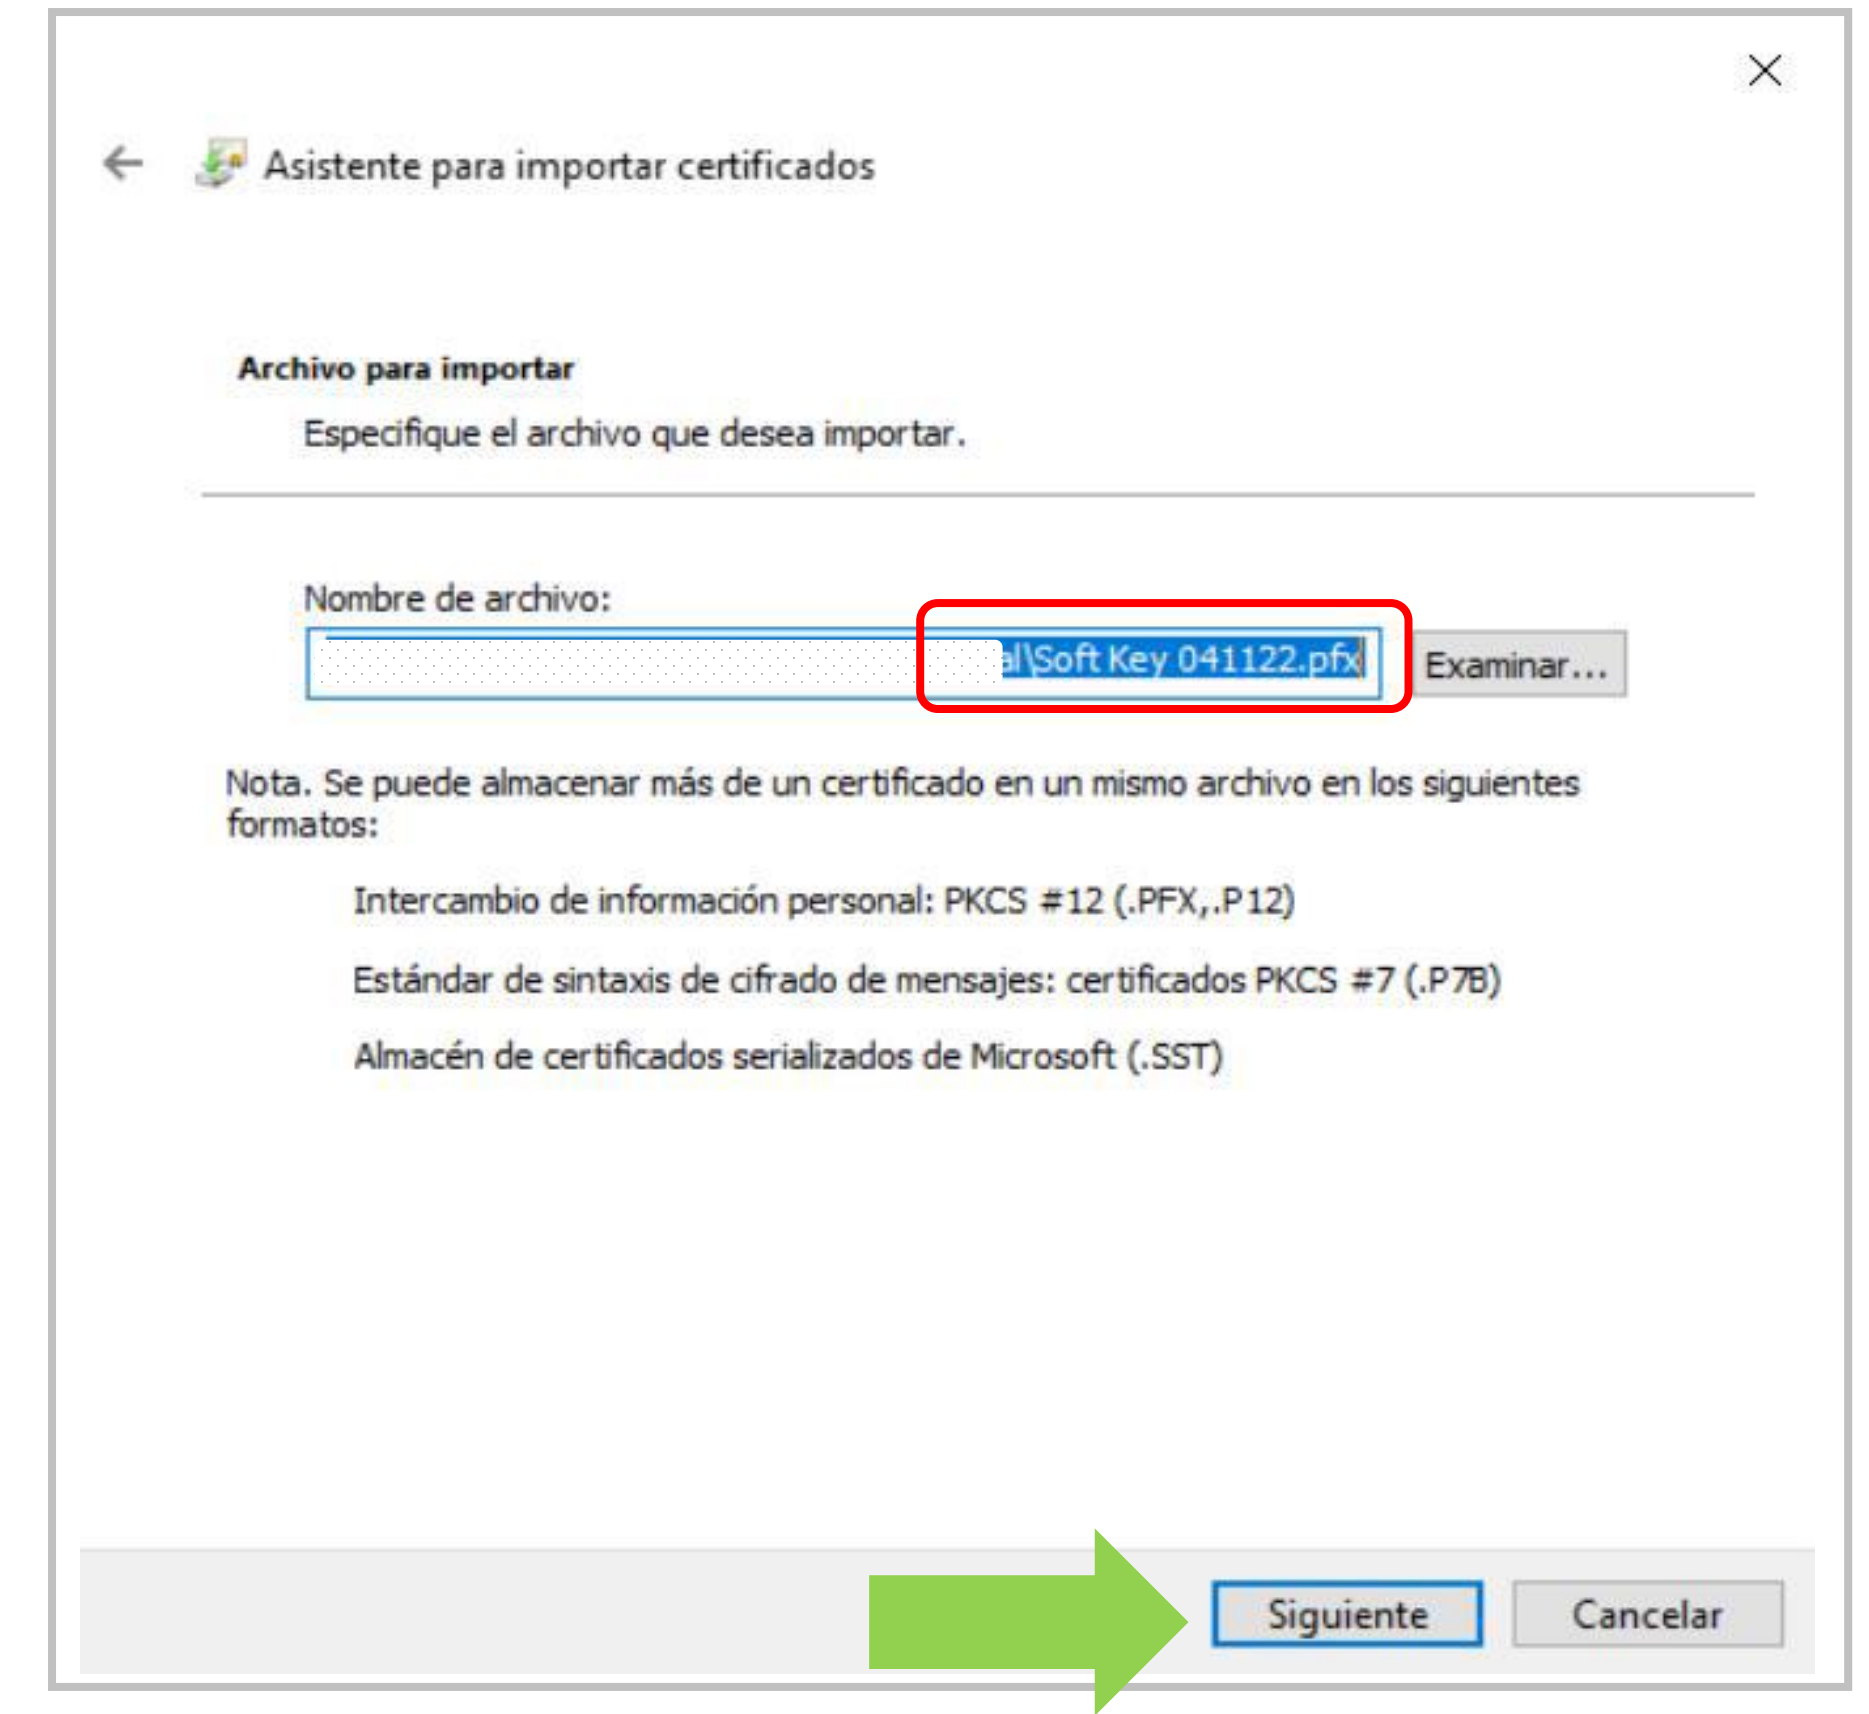 Asistente para importar certificados
Archivo para importar
Especifique el archivo que desea importar.
Nombre de archivo:
al\Soft Key 041122.pfx
Examinar...
Nota. Se puede almacenar más de un certificado en un mismo archivo en los siguientes
formatos:
Intercambio de información personal: PKCS #12 (.PFX,.P12)
Estándar de sintaxis de cifrado de mensajes: certificados PKCS #7 (.P7B)
Almacén de certificados serializados de Microsoft (.SST)
Siguiente
Cancelar